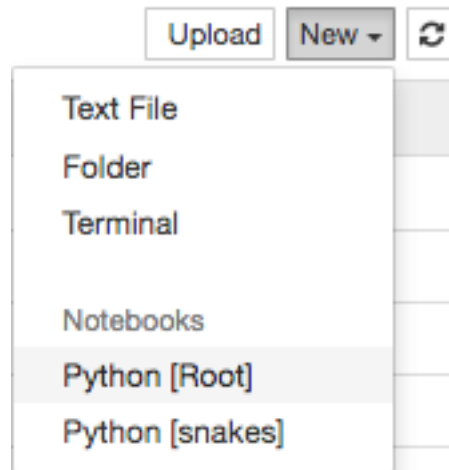 Upload New
Text File
Folder
Terminal
Notebooks
Python [Root]
Python [snakes]